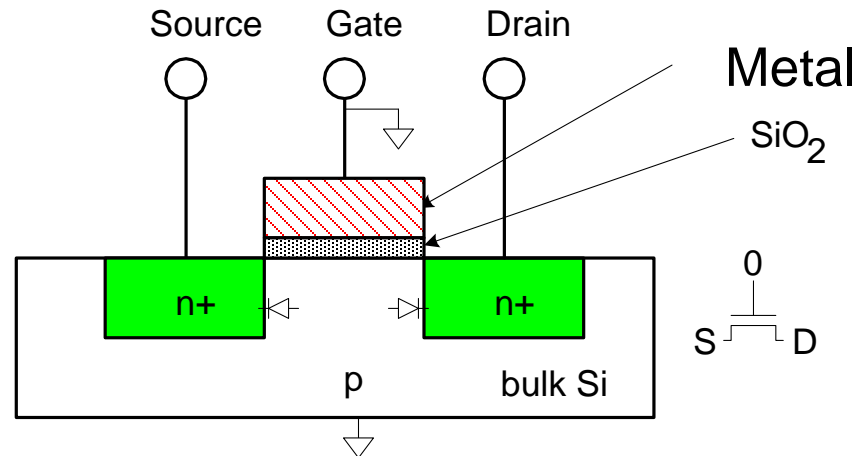 Source Gate Drain
Metal
SiO2
n+ n+
0
S D
p bulk Si